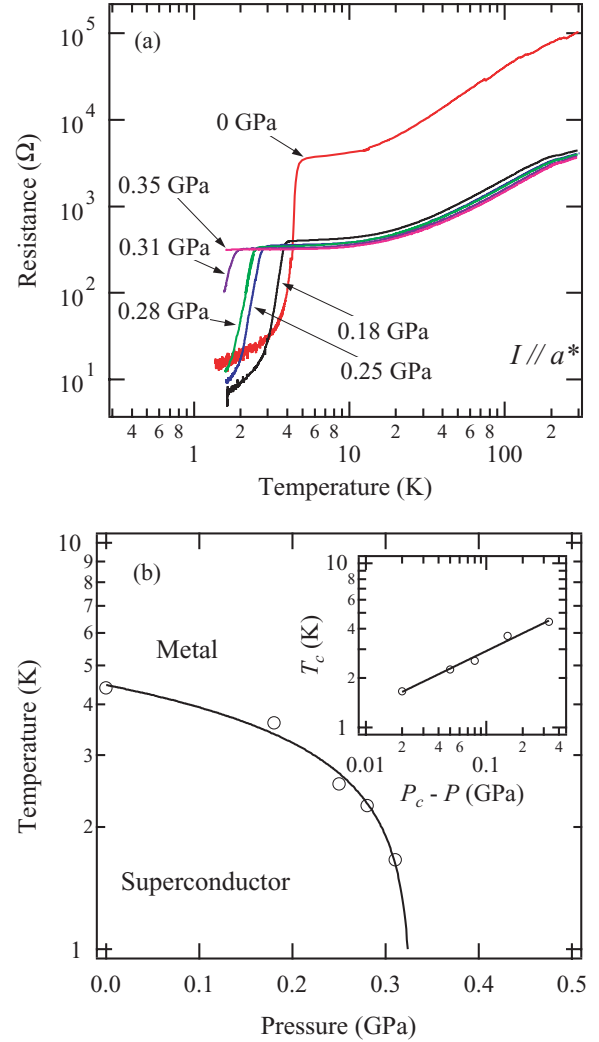 (a)
10^5
10^4
10^3
10^2
10^1
Resistance (Ω)
0 GPa
0.35 GPa
0.31 GPa
0.28 GPa
0.18 GPa
0.25 GPa
I // a*
4 6 8 2 4 6 8 2 4 6 8 2
1 10 100
Temperature (K)
(b)
10
9
8
7
6
5
4
3
2
1
Temperature (K)
Metal
Superconductor
10
8
6
4
2
1
T_c (K)
2 4 6 8 2 4
0.01 0.1
P_c - P (GPa)
0.0 0.1 0.2 0.3 0.4 0.5
Pressure (GPa)